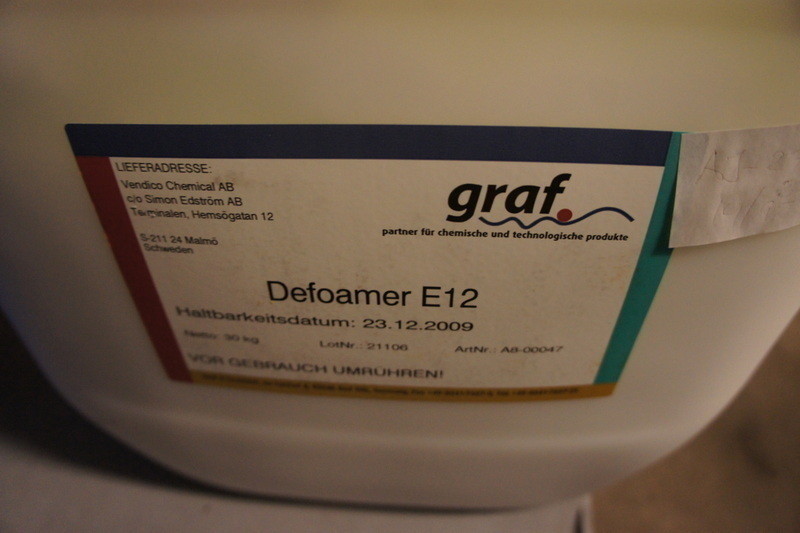 LIEFERADRESSE:
Vendico Chemical AB
c/o Simon Edström AB
Terminalen, Hemsögatan 12
S-211 24 Malmö
Schweden
graf.
partner für chemische und technologische produkte
Defoamer E12
Haltbarkeitsdatum: 23.12.2009
Netto: 30 kg LotNr.: 21106 ArtNr.: A8-00047
VOR GEBRAUCH UMRÜHREN!